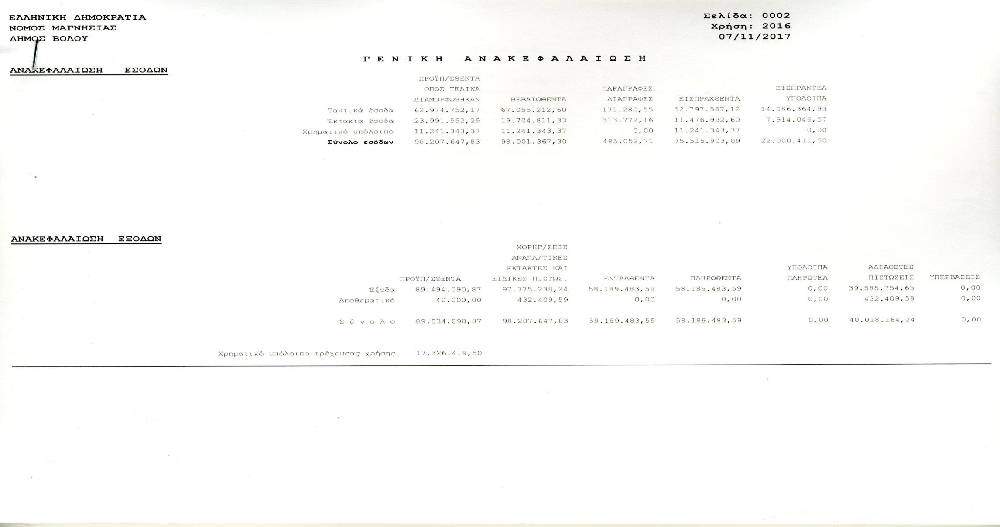 ΕΛΛΗΝΙΚΗ ΔΗΜΟΚΡΑΤΙΑ
ΝΟΜΟΣ ΜΑΓΝΗΣΙΑΣ
ΔΗΜΟΣ ΒΟΛΟΥ
Σελίδα: 0002
Χρήση: 2016
07/11/2017
ΓΕΝΙΚΗ ΑΝΑΚΕΦΑΛΑΙΩΣΗ
ΑΝΑΚΕΦΑΛΑΙΩΣΗ ΕΣΟΔΩΝ
ΠΡΟΫΠ/ΣΘΕΝΤΑ
ΟΠΩΣ ΤΕΛΙΚΑ ΠΑΡΑΓΡΑΦΕΣ ΕΙΣΠΡΑΚΤΕΑ
ΔΙΑΜΟΡΦΩΘΗΚΑΝ ΒΕΒΑΙΩΘΕΝΤΑ ΔΙΑΓΡΑΦΕΣ ΕΙΣΠΡΑΧΘΕΝΤΑ ΥΠΟΛΟΙΠΑ
Τακτικά έσοδα 62.974.752,17 67.055.212,60 171.280,55 52.797.567,12 14.086.364,93
Έκτακτα έσοδα 23.991.552,29 19.704.811,33 313.772,16 11.476.992,60 7.914.046,57
Χρηματικό υπόλοιπο 11.241.343,37 11.241.343,37 0,00 11.241.343,37 0,00
Σύνολο εσόδων 98.207.647,83 98.001.367,30 485.052,71 75.515.903,09 22.000.411,50
ΑΝΑΚΕΦΑΛΑΙΩΣΗ ΕΞΟΔΩΝ
ΧΟΡΗΓ/ΣΕΙΣ
ΑΝΑΠΛ/ΤΙΚΕΣ
ΕΚΤΑΚΤΕΣ ΚΑΙ ΥΠΟΛΟΙΠΑ ΑΔΙΑΘΕΤΕΣ
ΠΡΟΫΠ/ΣΘΕΝΤΑ ΕΙΔΙΚΕΣ ΠΙΣΤΩΣ. ΕΝΤΑΛΘΕΝΤΑ ΠΛΗΡΩΘΕΝΤΑ ΠΛΗΡΩΤΕΑ ΠΙΣΤΩΣΕΙΣ ΥΠΕΡΒΑΣΕΙΣ
Έξοδα 89.494.090,87 97.775.238,24 58.189.483,59 58.189.483,59 0,00 39.585.754,65 0,00
Αποθεματικό 40.000,00 432.409,59 0,00 0,00 0,00 432.409,59 0,00
Σύνολο 89.534.090,87 98.207.647,83 58.189.483,59 58.189.483,59 0,00 40.018.164,24 0,00
Χρηματικό υπόλοιπο τρέχουσας χρήσης 17.326.419,50